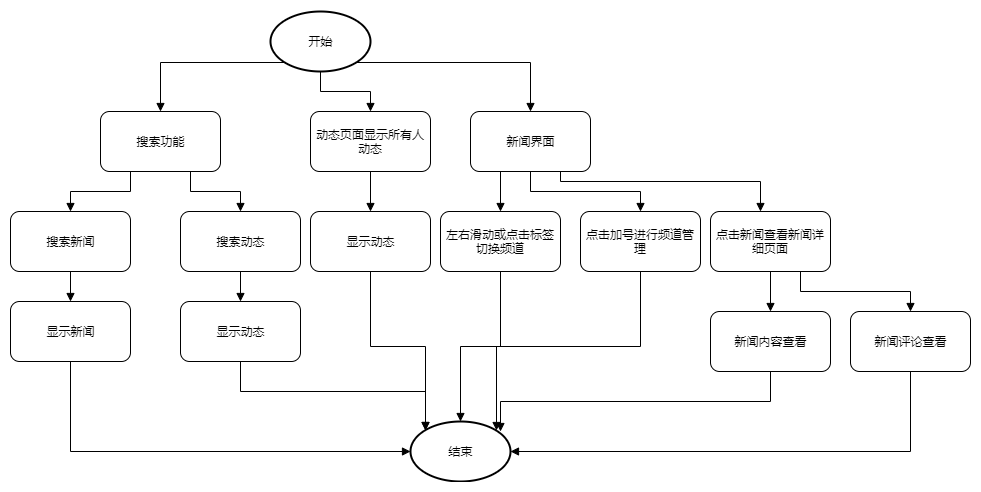 开始
搜索功能
动态页面显示所有人
动态
新闻界面
搜索新闻
搜索动态
显示动态
左右滑动或点击标签
切换频道
点击加号进行频道管
理
点击新闻查看新闻详
细页面
显示新闻
显示动态
新闻内容查看
新闻评论查看
结束